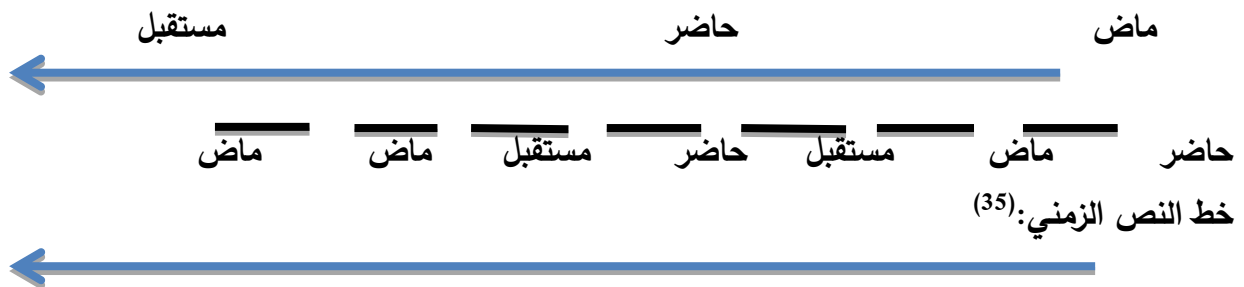 ماض حاضر مستقبل
حاضر ماض مستقبل حاضر مستقبل ماض ماض
خط النص الزمني:(35)